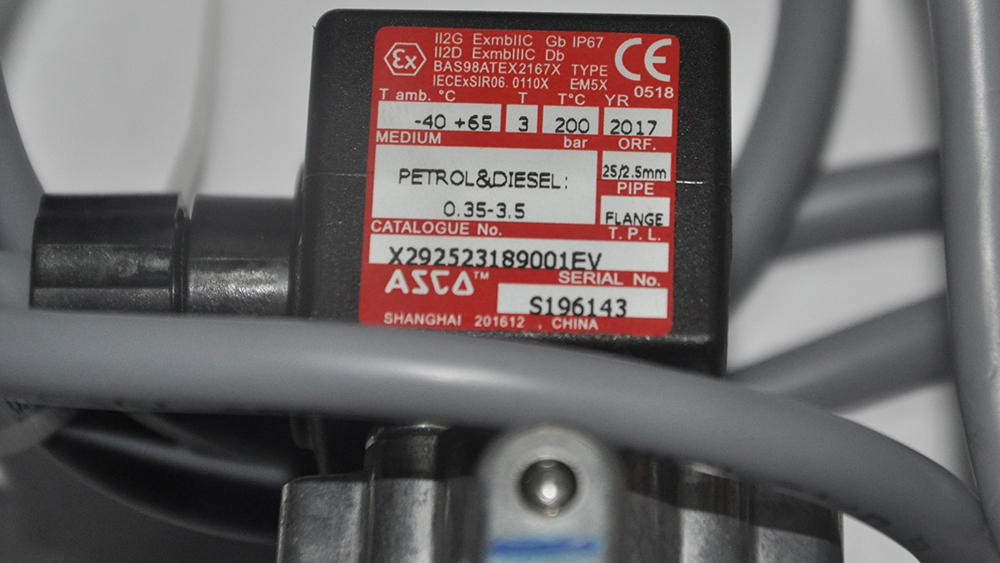 II2G ExmbIIC Gb IP67
II2D ExmbIIIC Db
BAS98ATEX2167X TYPE
IECExSIR06. 0110X EM5X
Ex
CE
0518
T amb. °C T T°C YR
-40 +65 3 200 2017
MEDIUM bar ORF.
PETROL&DIESEL: 25/2.5mm
PIPE
0.35-3.5 FLANGE
CATALOGUE No. T. P. L.
X292523189001EV
ASCO™ SERIAL No.
S196143
SHANGHAI 201612 , CHINA